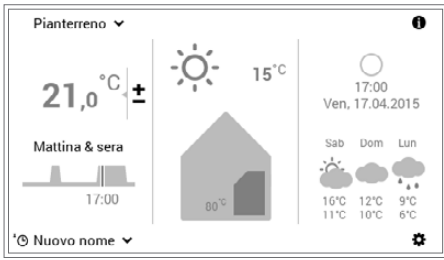 Pianterreno
21,0 °C ±
Mattina & sera
17:00
15°C
00°C
17:00
Ven, 17.04.2015
Sab Dom Lun
16°C 12°C 9°C
11°C 10°C 6°C
Nuovo nome